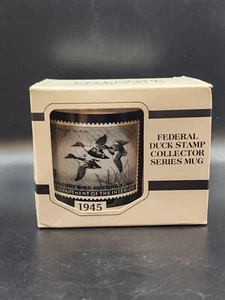 FEDERAL
DUCK STAMP
COLLECTOR
SERIES MUG
DEPARTMENT OF THE INTERIOR
1945